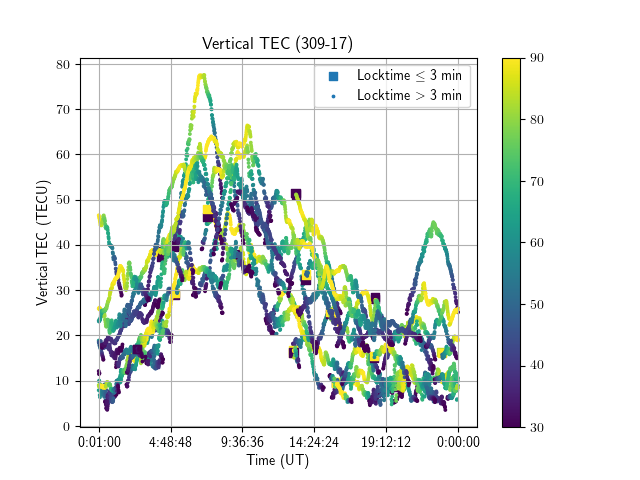 Vertical TEC (309-17)
Locktime ≤ 3 min
Locktime > 3 min
Vertical TEC (TECU)
80
70
60
50
40
30
20
10
0
0:01:00 4:48:48 9:36:36 14:24:24 19:12:12 0:00:00
Time (UT)
90
80
70
60
50
40
30